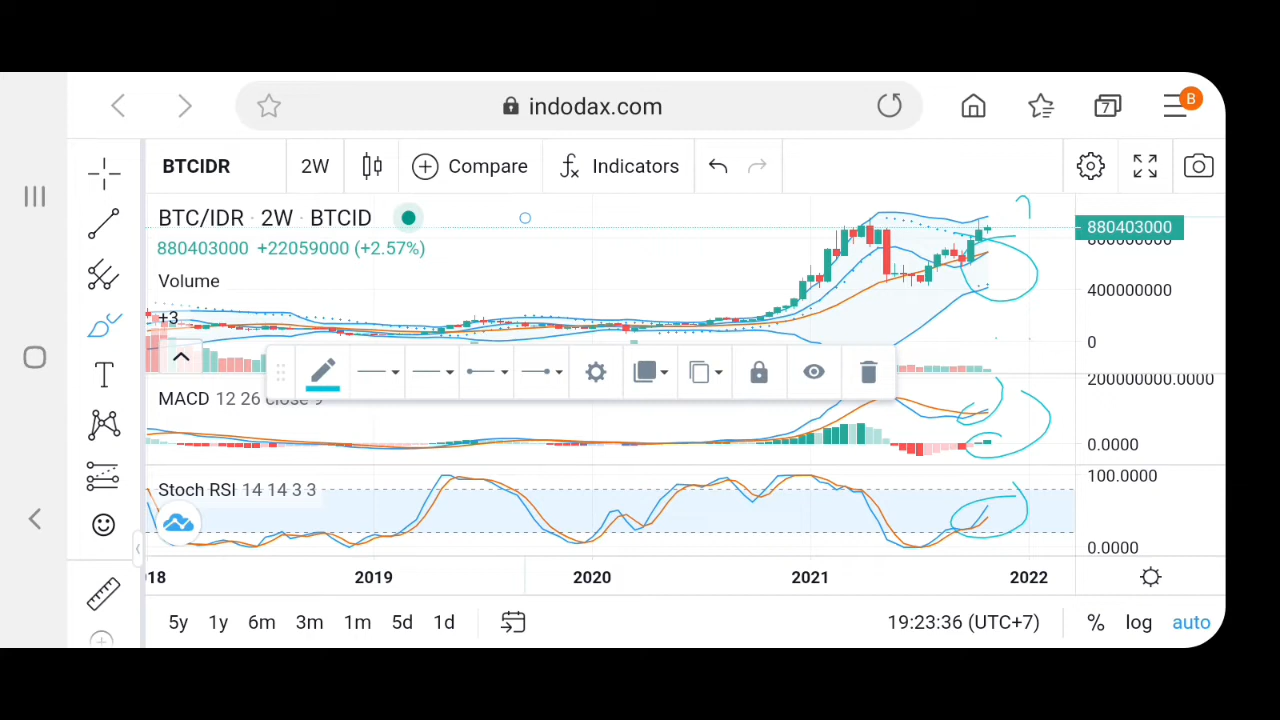 indodax.com
7
B
BTCIDR 2W Compare Indicators
BTC/IDR · 2W · BTCID
880403000 +22059000 (+2.57%)
880403000
Volume
400000000
+3
0
200000000.0000
MACD 12 26 close 9
0.0000
100.0000
Stoch RSI 14 14 3 3
0.0000
18 2019 2020 2021 2022
5y 1y 6m 3m 1m 5d 1d 19:23:36 (UTC+7) % log auto